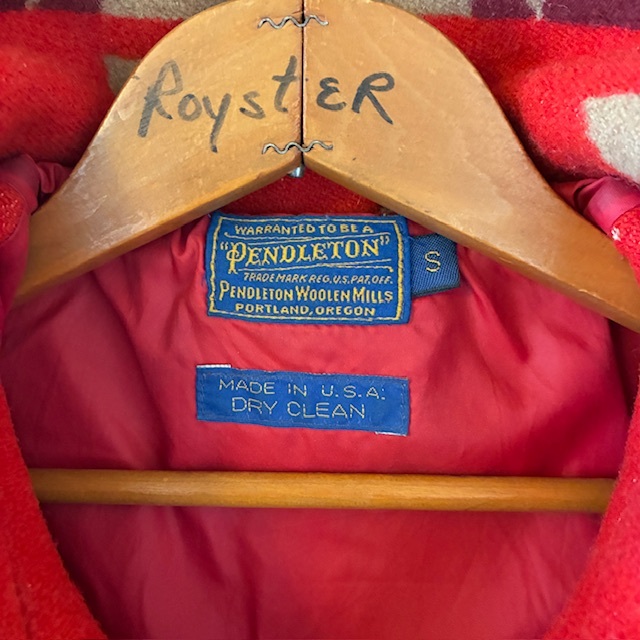 RoystER
WARRANTED TO BE A
"PENDLETON"
TRADE MARK REG. U.S. PAT. OFF.
PENDLETON WOOLEN MILLS
PORTLAND, OREGON
S
MADE IN U.S.A.
DRY CLEAN